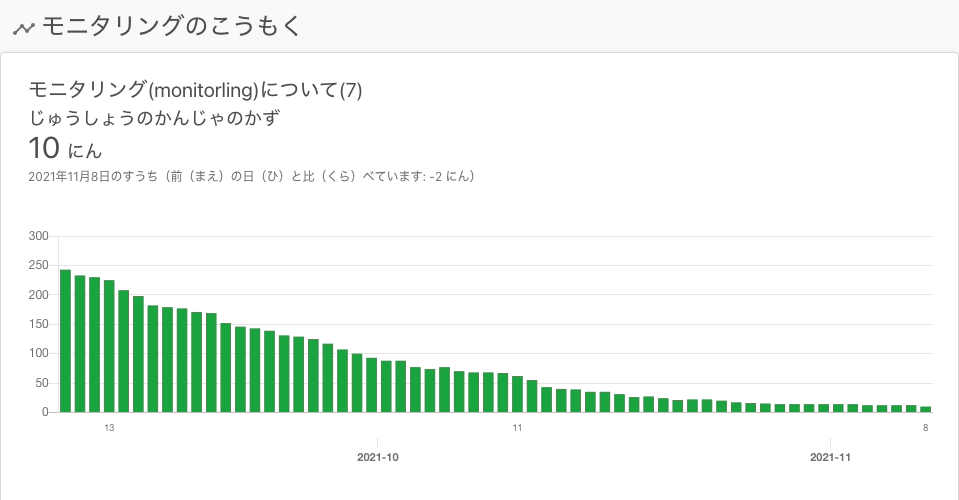 モニタリングのこうもく
モニタリング(monitorling)について(7)
じゅうしょうのかんじゃのかず
10 にん
2021年11月8日のすうち（前（まえ）の日（ひ）と比（くら）べています: -2 にん）
300
250
200
150
100
50
0
13
11
8
2021-10
2021-11